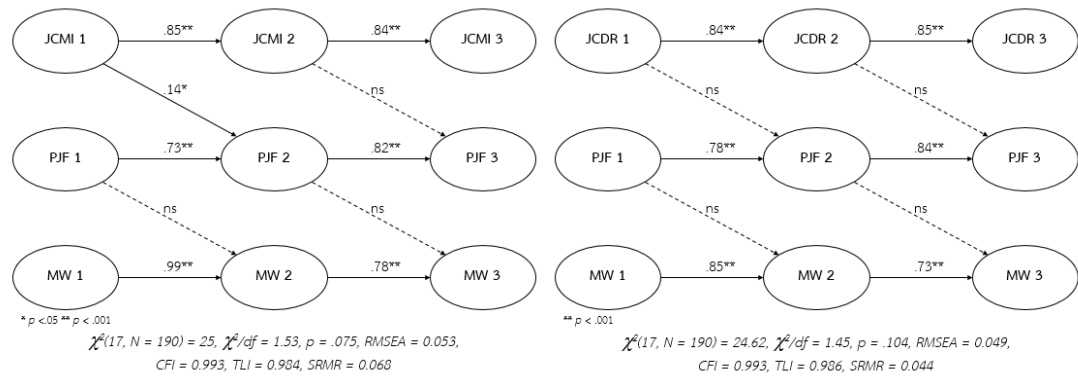 JCMI 1 .85** JCMI 2 .84** JCMI 3
.14* ns
PJF 1 .73** PJF 2 .82** PJF 3
ns ns
MW 1 .99** MW 2 .78** MW 3
* p <.05 ** p < .001
χ²(17, N = 190) = 25, χ²/df = 1.53, p = .075, RMSEA = 0.053,
CFI = 0.993, TLI = 0.984, SRMR = 0.068
JCDR 1 .84** JCDR 2 .85** JCDR 3
ns ns
PJF 1 .78** PJF 2 .84** PJF 3
ns ns
MW 1 .85** MW 2 .73** MW 3
** p < .001
χ²(17, N = 190) = 24.62, χ²/df = 1.45, p = .104, RMSEA = 0.049,
CFI = 0.993, TLI = 0.986, SRMR = 0.044